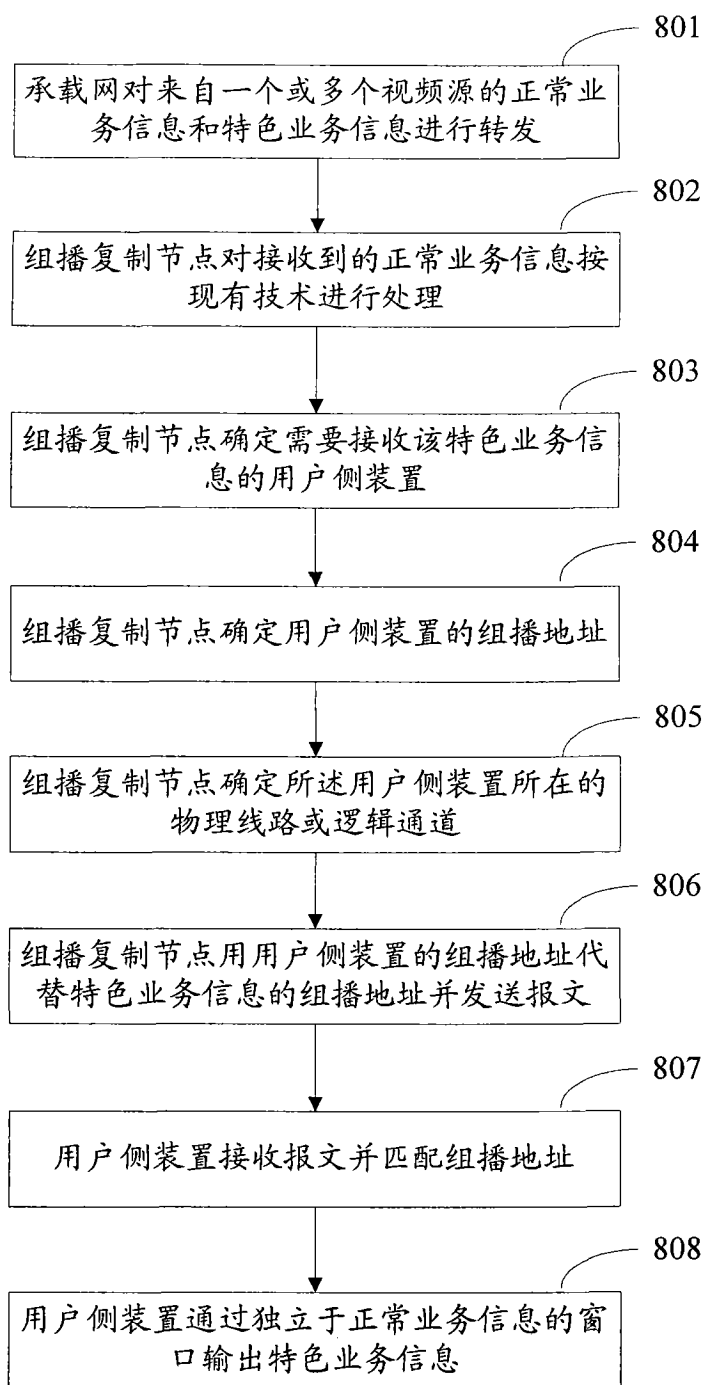 801
承载网对来自一个或多个视频源的正常业
务信息和特色业务信息进行转发
802
组播复制节点对接收到的正常业务信息按
现有技术进行处理
803
组播复制节点确定需要接收该特色业务信
息的用户侧装置
804
组播复制节点确定用户侧装置的组播地址
805
组播复制节点确定所述用户侧装置所在的
物理线路或逻辑通道
806
组播复制节点用用户侧装置的组播地址代
替特色业务信息的组播地址并发送报文
807
用户侧装置接收报文并匹配组播地址
808
用户侧装置通过独立于正常业务信息的窗
口输出特色业务信息